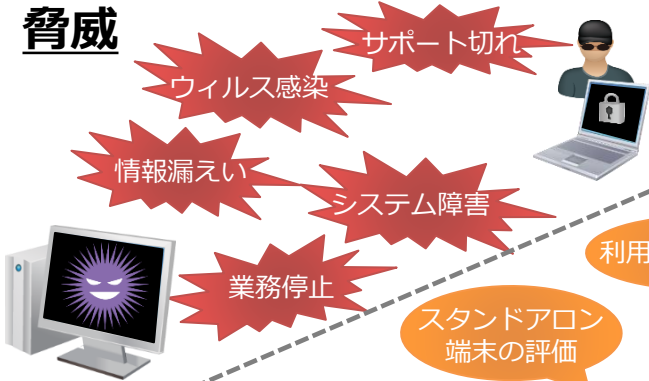 脅威
サポート切れ
ウィルス感染
情報漏えい
システム障害
業務停止
利用
スタンドアロン
端末の評価